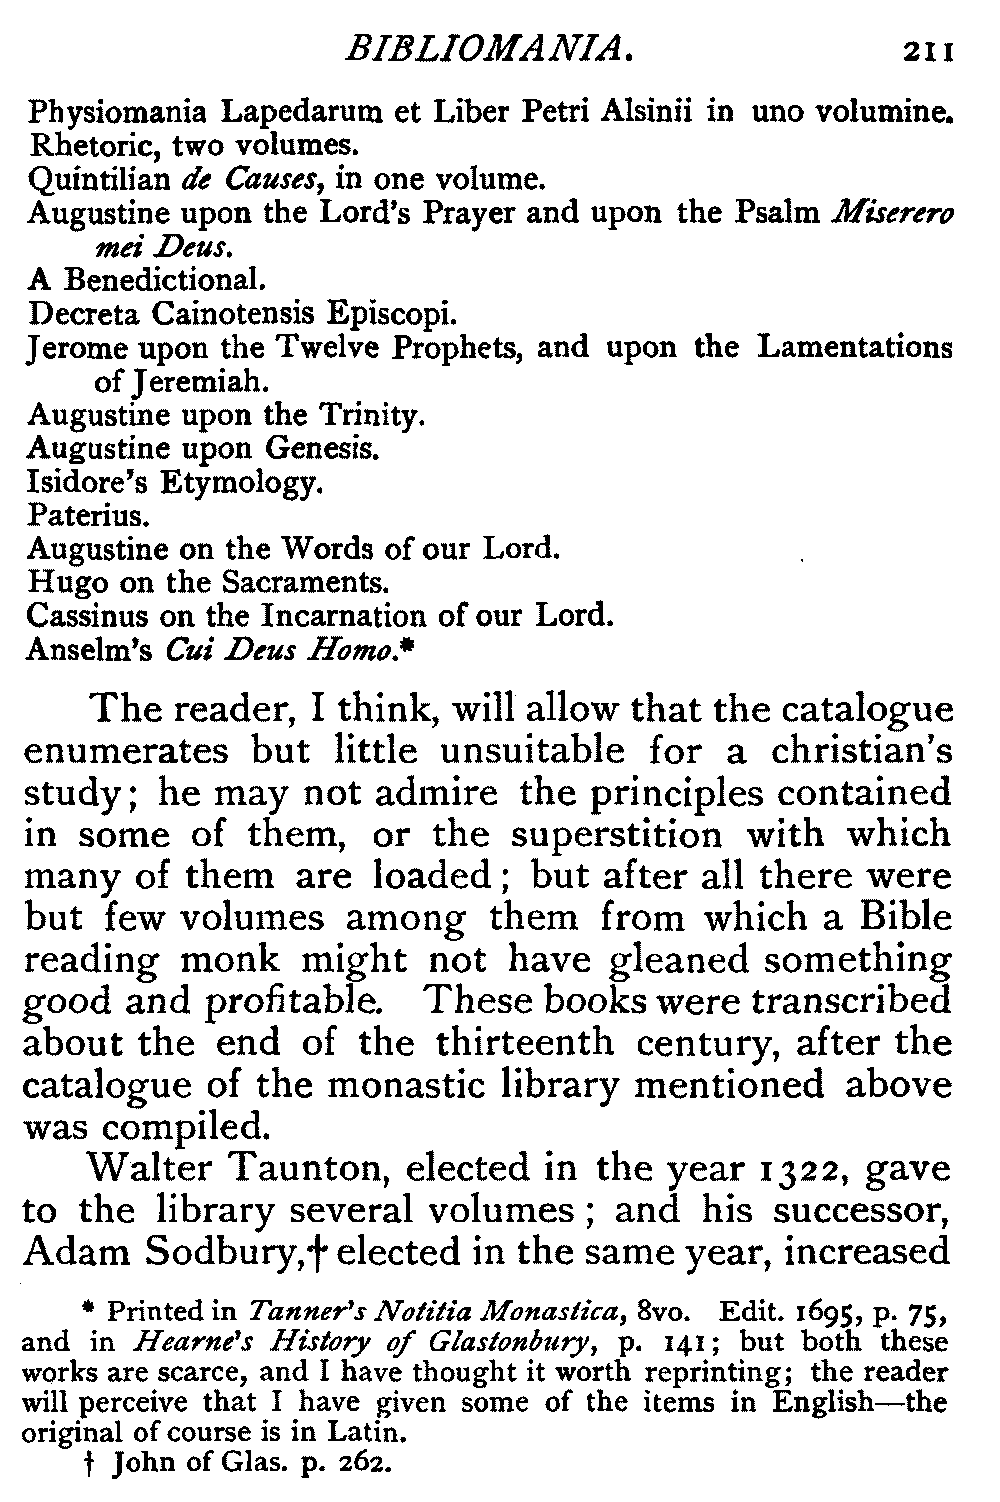 BIBLIOMANIA. 211
Physiomania Lapedarum et Liber Petri Alsinii in uno volumine.
Rhetoric, two volumes.
Quintilian de Causes, in one volume.
Augustine upon the Lord's Prayer and upon the Psalm Miserero
mei Deus.
A Benedictional.
Decreta Cainotensis Episcopi.
Jerome upon the Twelve Prophets, and upon the Lamentations
of Jeremiah.
Augustine upon the Trinity.
Augustine upon Genesis.
Isidore's Etymology.
Paterius.
Augustine on the Words of our Lord.
Hugo on the Sacraments.
Cassinus on the Incarnation of our Lord.
Anselm's Cui Deus Homo.*
The reader, I think, will allow that the catalogue
enumerates but little unsuitable for a christian's
study; he may not admire the principles contained
in some of them, or the superstition with which
many of them are loaded; but after all there were
but few volumes among them from which a Bible
reading monk might not have gleaned something
good and profitable. These books were transcribed
about the end of the thirteenth century, after the
catalogue of the monastic library mentioned above
was compiled.
Walter Taunton, elected in the year 1322, gave
to the library several volumes; and his successor,
Adam Sodbury,† elected in the same year, increased
* Printed in Tanner's Notitia Monastica, 8vo. Edit. 1695, p. 75,
and in Hearne's History of Glastonbury, p. 141; but both these
works are scarce, and I have thought it worth reprinting; the reader
will perceive that I have given some of the items in English—the
original of course is in Latin.
† John of Glas. p. 262.